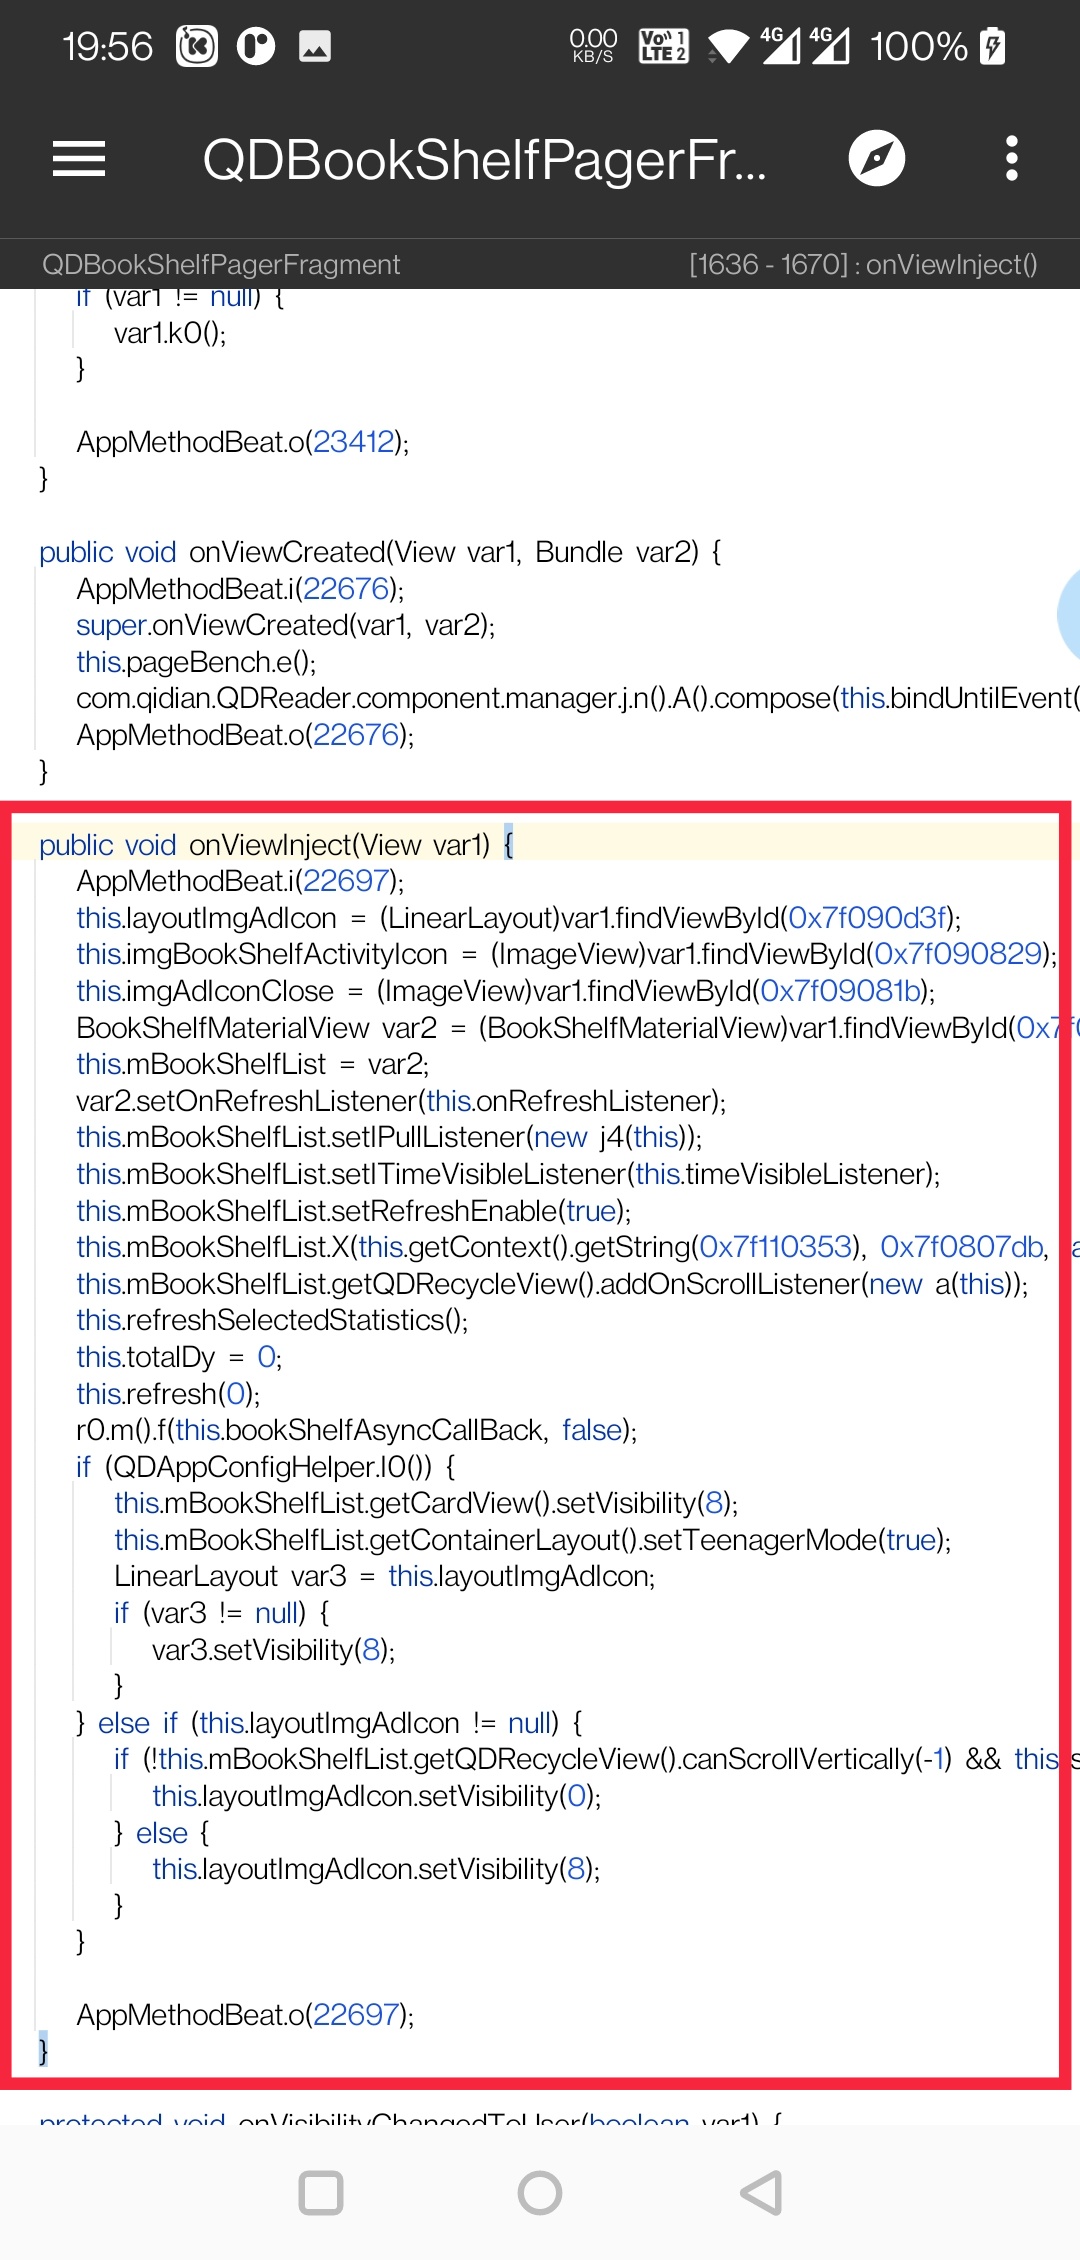 19:56 0.00 KB/S Vo 1 LTE 2 4G 4G 100%
QDBookShelfPagerFr...
QDBookShelfPagerFragment [1636 - 1670] : onViewInject()
if (var1 != null) {
var1.k0();
}
AppMethodBeat.o(23412);
}
public void onViewCreated(View var1, Bundle var2) {
AppMethodBeat.i(22676);
super.onViewCreated(var1, var2);
this.pageBench.e();
com.qidian.QDReader.component.manager.j.n().A().compose(this.bindUntilEvent(
AppMethodBeat.o(22676);
}
public void onViewInject(View var1) {
AppMethodBeat.i(22697);
this.layoutImgAdIcon = (LinearLayout)var1.findViewById(0x7f090d3f);
this.imgBookShelfActivityIcon = (ImageView)var1.findViewById(0x7f090829);
this.imgAdIconClose = (ImageView)var1.findViewById(0x7f09081b);
BookShelfMaterialView var2 = (BookShelfMaterialView)var1.findViewById(0x7f0
this.mBookShelfList = var2;
var2.setOnRefreshListener(this.onRefreshListener);
this.mBookShelfList.setIPullListener(new j4(this));
this.mBookShelfList.setITimeVisibleListener(this.timeVisibleListener);
this.mBookShelfList.setRefreshEnable(true);
this.mBookShelfList.X(this.getContext().getString(0x7f110353), 0x7f0807db, a
this.mBookShelfList.getQDRecycleView().addOnScrollListener(new a(this));
this.refreshSelectedStatistics();
this.totalDy = 0;
this.refresh(0);
r0.m().f(this.bookShelfAsyncCallBack, false);
if (QDAppConfigHelper.I0()) {
this.mBookShelfList.getCardView().setVisibility(8);
this.mBookShelfList.getContainerLayout().setTeenagerMode(true);
LinearLayout var3 = this.layoutImgAdIcon;
if (var3 != null) {
var3.setVisibility(8);
}
} else if (this.layoutImgAdIcon != null) {
if (!this.mBookShelfList.getQDRecycleView().canScrollVertically(-1) && this.s
this.layoutImgAdIcon.setVisibility(0);
} else {
this.layoutImgAdIcon.setVisibility(8);
}
}
AppMethodBeat.o(22697);
}
protected void onVisibilityChangedToUser(boolean var1) {